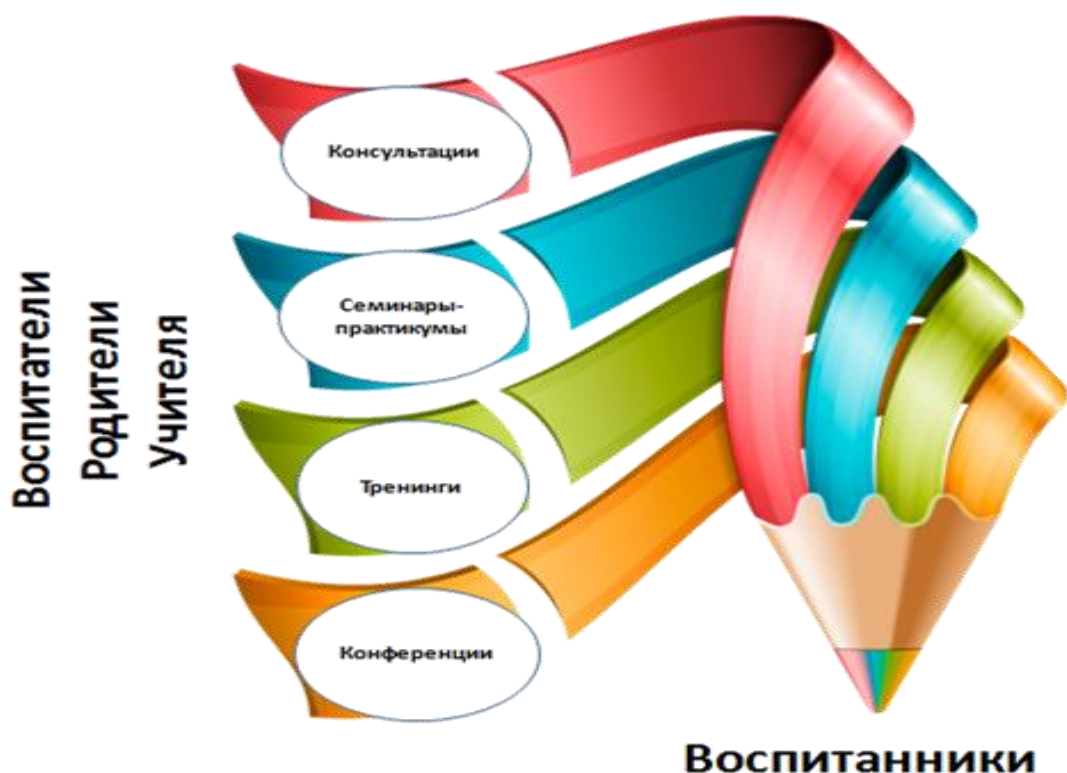 Воспитатели
Родители
Учителя
Консультации
Семинары-
практикумы
Тренинги
Конференции
Воспитанники